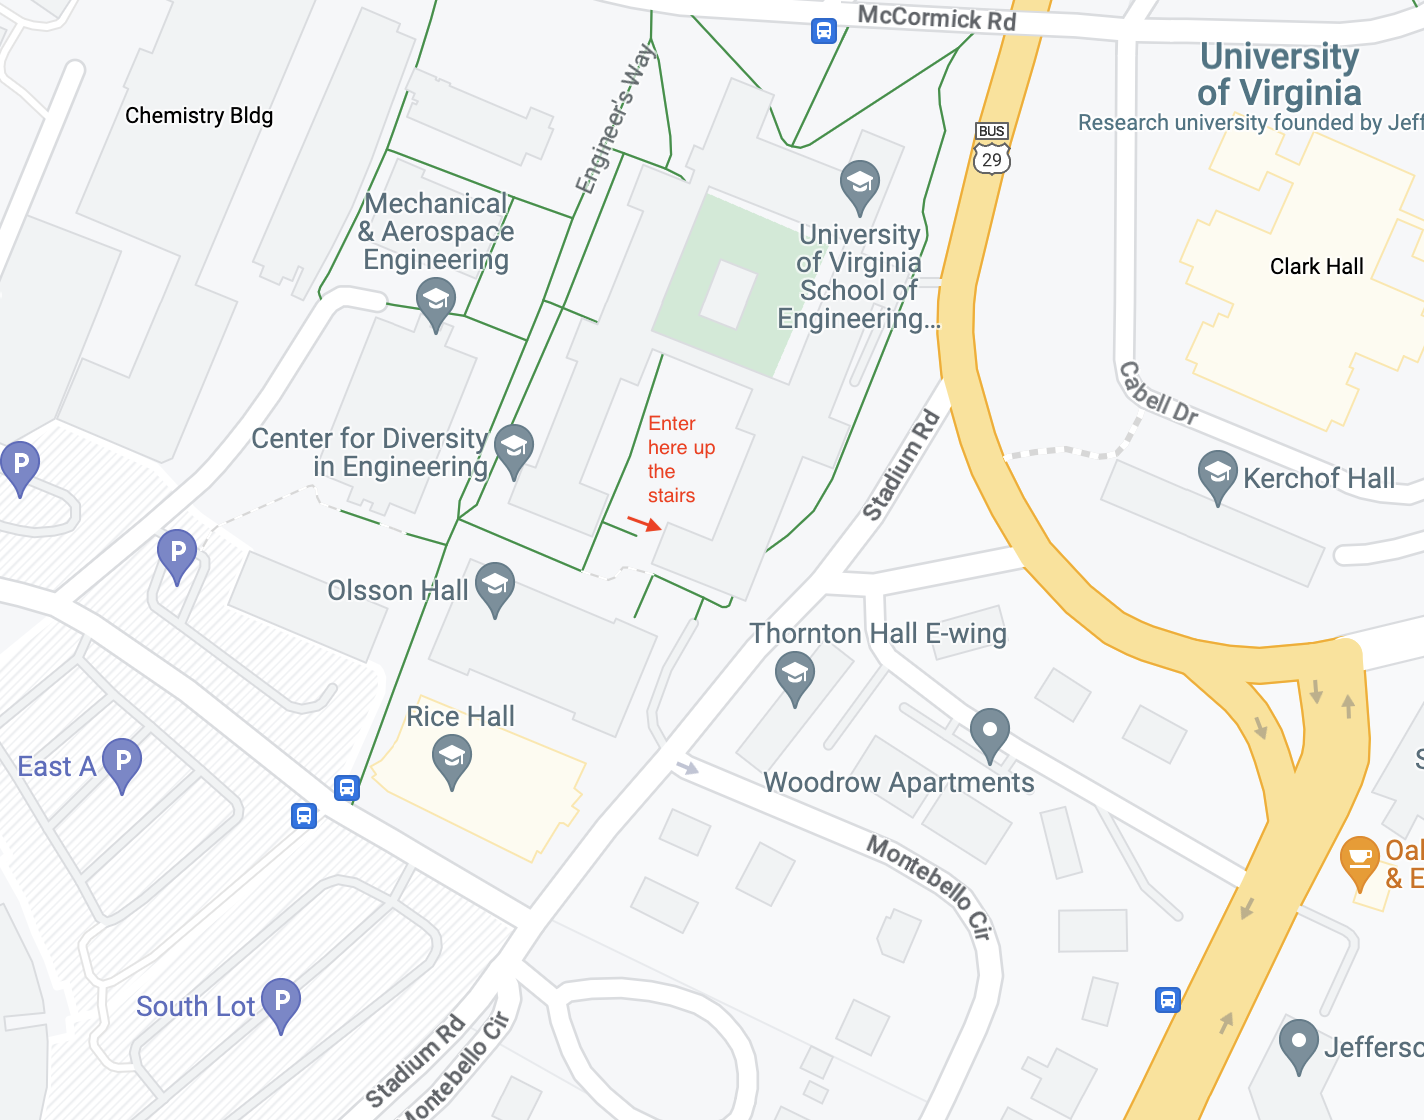 McCormick Rd
University
of Virginia
Research university founded by Jeff
Chemistry Bldg
Engineer's Way
BUS
29
Mechanical
& Aerospace
Engineering
University
of Virginia
School of
Engineering...
Clark Hall
Cabell Dr
Enter
here up
the
stairs
Center for Diversity
in Engineering
Stadium Rd
Kerchof Hall
P
P
Olsson Hall
Thornton Hall E-wing
Rice Hall
East A
P
Woodrow Apartments
S
Montebello Cir
Oal
& E
South Lot
P
Stadium Rd
Montebello Cir
Jefferso